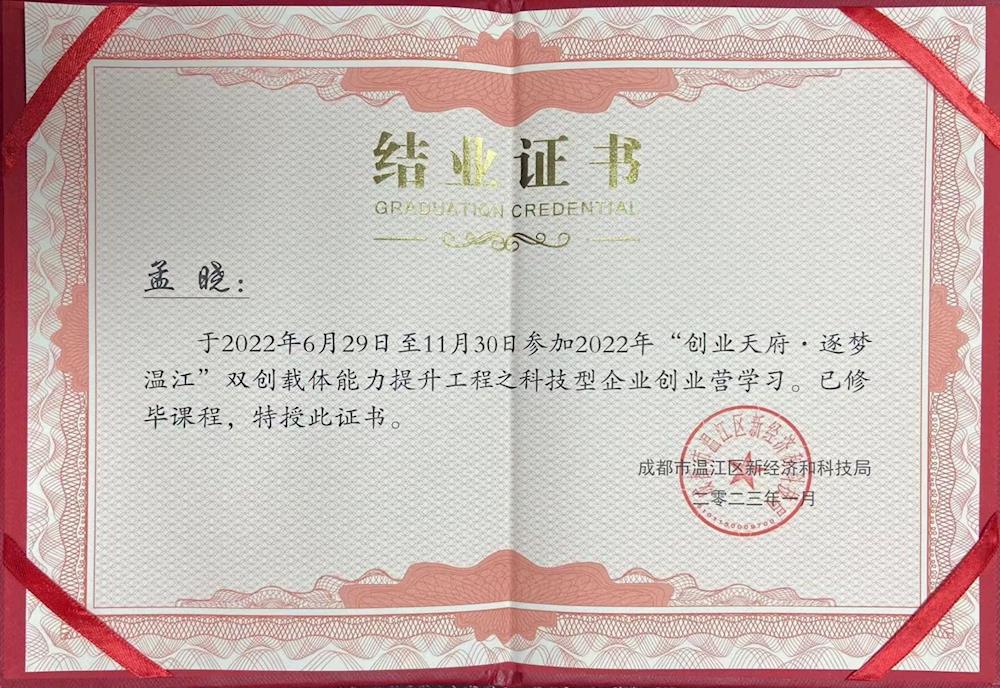 结业证书
GRADUATION CREDENTIAL
孟 晓：
于2022年6月29日至11月30日参加2022年“创业天府·逐梦
温江”双创载体能力提升工程之科技型企业创业营学习。已修
毕课程，特授此证书。
成都市温江区新经济和科技局
二零二三年一月